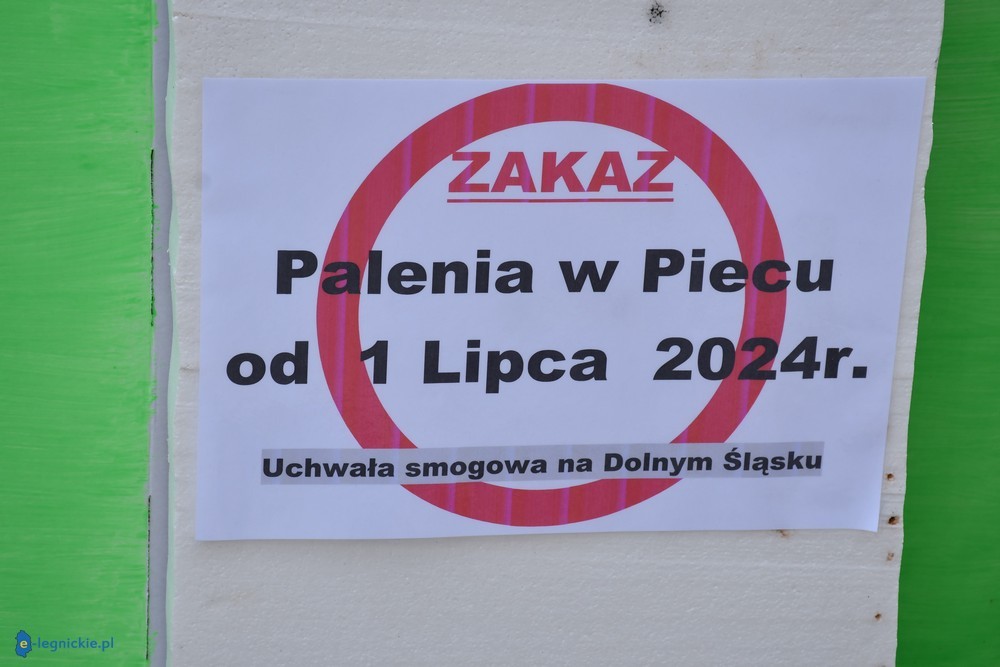 ZAKAZ
Palenia w Piecu
od 1 Lipca 2024r.
Uchwała smogowa na Dolnym Śląsku
e-legnickie.pl